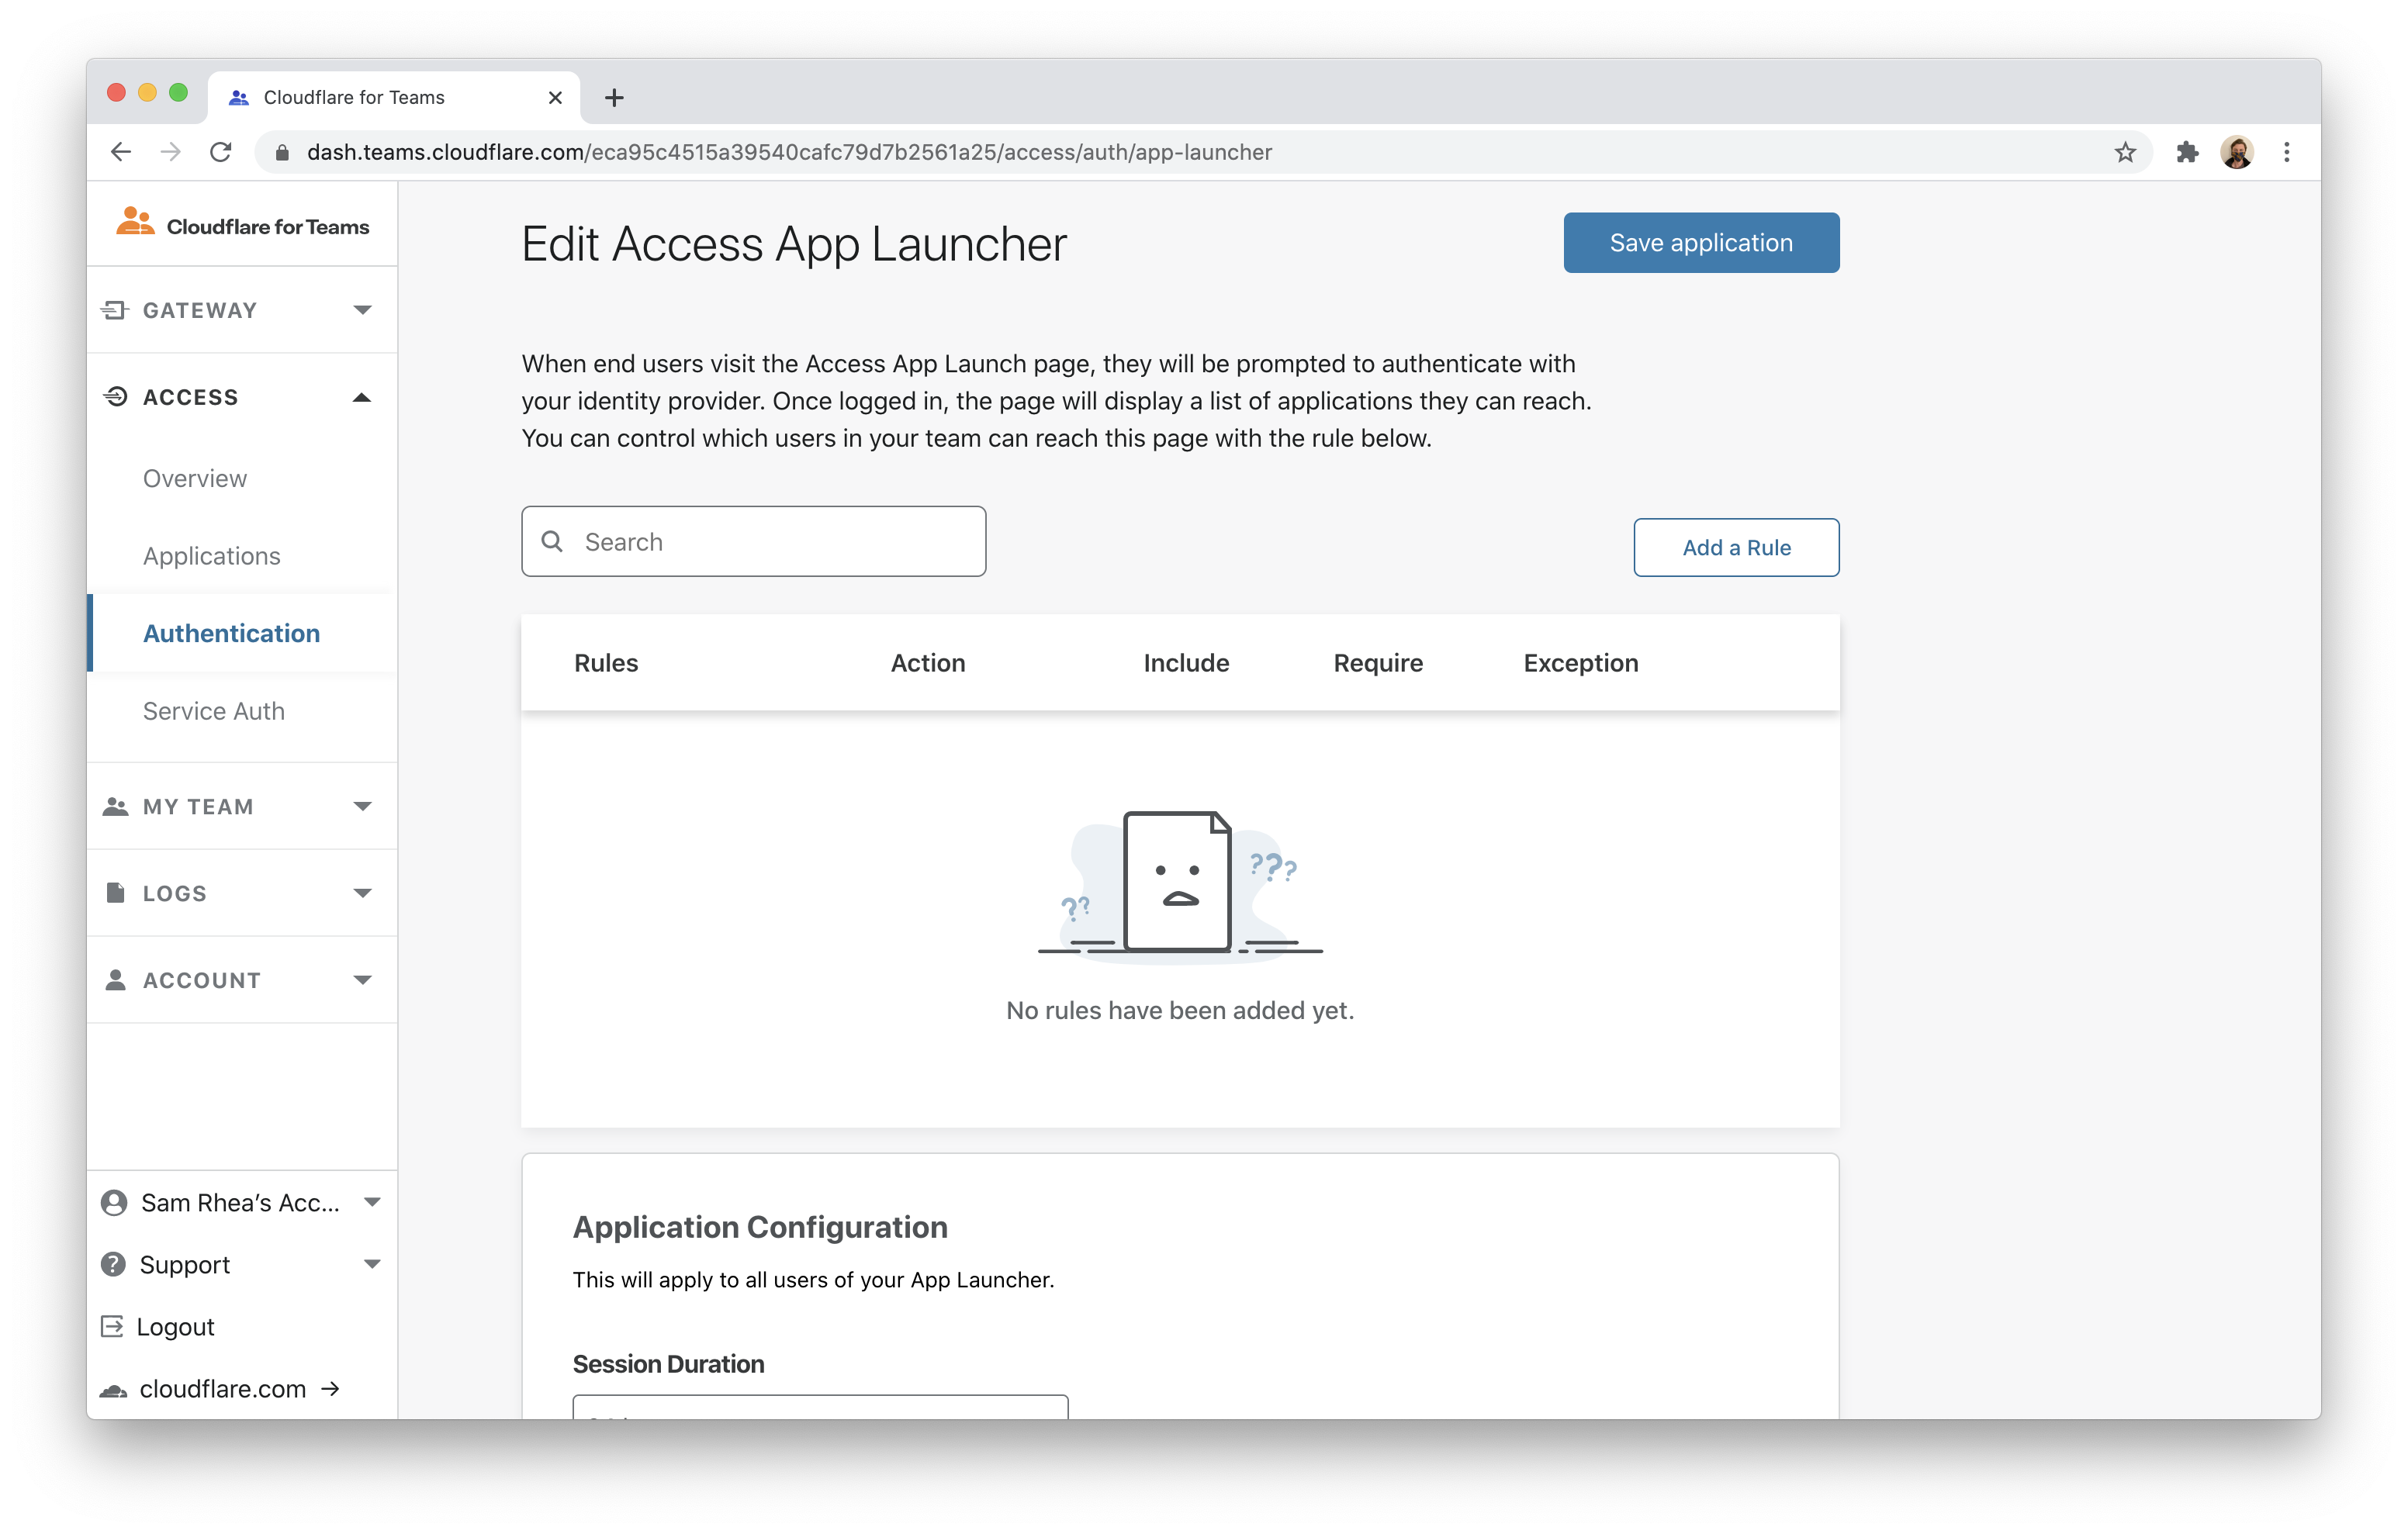 Cloudflare for Teams
dash.teams.cloudflare.com/eca95c4515a39540cafc79d7b2561a25/access/auth/app-launcher
Cloudflare for Teams
GATEWAY
ACCESS
Overview
Applications
Authentication
Service Auth
MY TEAM
LOGS
ACCOUNT
Sam Rhea’s Acc...
Support
Logout
cloudflare.com →
Edit Access App Launcher
Save application
When end users visit the Access App Launch page, they will be prompted to authenticate with
your identity provider. Once logged in, the page will display a list of applications they can reach.
You can control which users in your team can reach this page with the rule below.
Search
Add a Rule
Rules Action Include Require Exception
???
??
No rules have been added yet.
Application Configuration
This will apply to all users of your App Launcher.
Session Duration